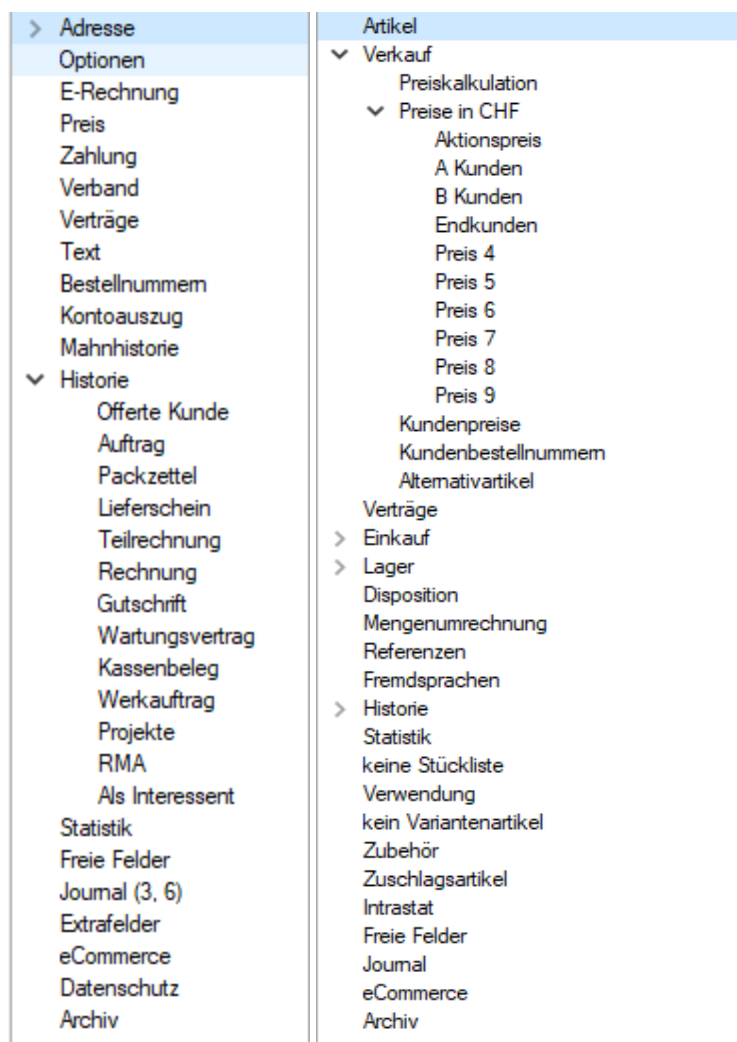 Adresse
Optionen
E-Rechnung
Preis
Zahlung
Verband
Verträge
Text
Bestellnummern
Kontoauszug
Mahnhistorie
Historie
Offerte Kunde
Auftrag
Packzettel
Lieferschein
Teilrechnung
Rechnung
Gutschrift
Wartungsvertrag
Kassenbeleg
Werkauftrag
Projekte
RMA
Als Interessent
Statistik
Freie Felder
Journal (3, 6)
Extrafelder
eCommerce
Datenschutz
Archiv
Artikel
Verkauf
Preiskalkulation
Preise in CHF
Aktionspreis
A Kunden
B Kunden
Endkunden
Preis 4
Preis 5
Preis 6
Preis 7
Preis 8
Preis 9
Kundenpreise
Kundenbestellnummern
Alternativartikel
Verträge
Einkauf
Lager
Disposition
Mengenumrechnung
Referenzen
Fremdsprachen
Historie
Statistik
keine Stückliste
Verwendung
kein Variantenartikel
Zubehör
Zuschlagsartikel
Intrastat
Freie Felder
Journal
eCommerce
Archiv